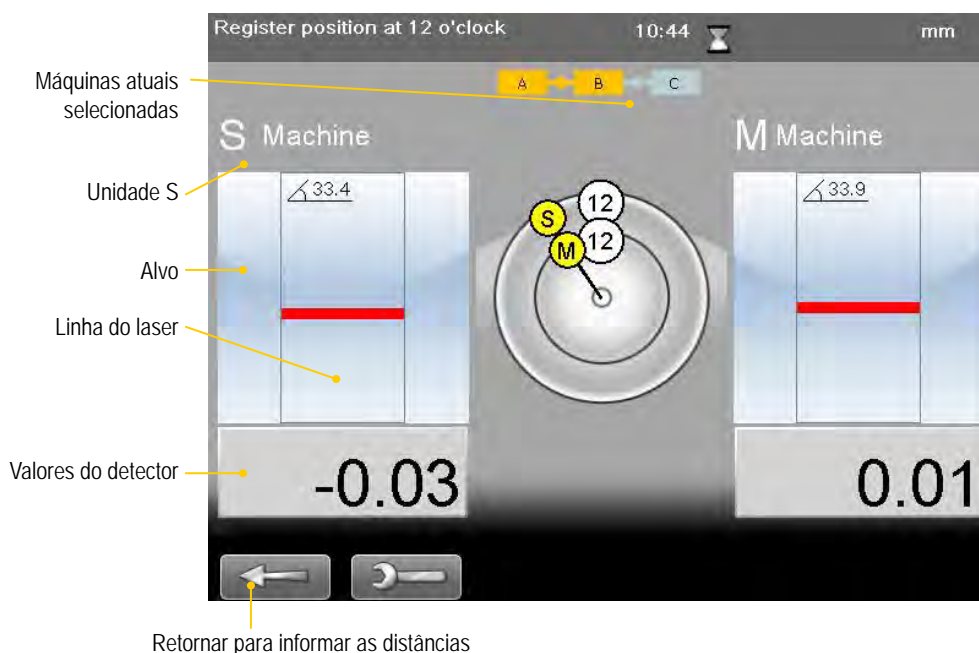 Register position at 12 o'clock 10:44 mm
Máquinas atuais
selecionadas
A B C
S Machine
M Machine
Unidade S
33.4
33.9
S 12
M 12
Alvo
Linha do laser
Valores do detector
-0.03
0.01
Retornar para informar as distâncias